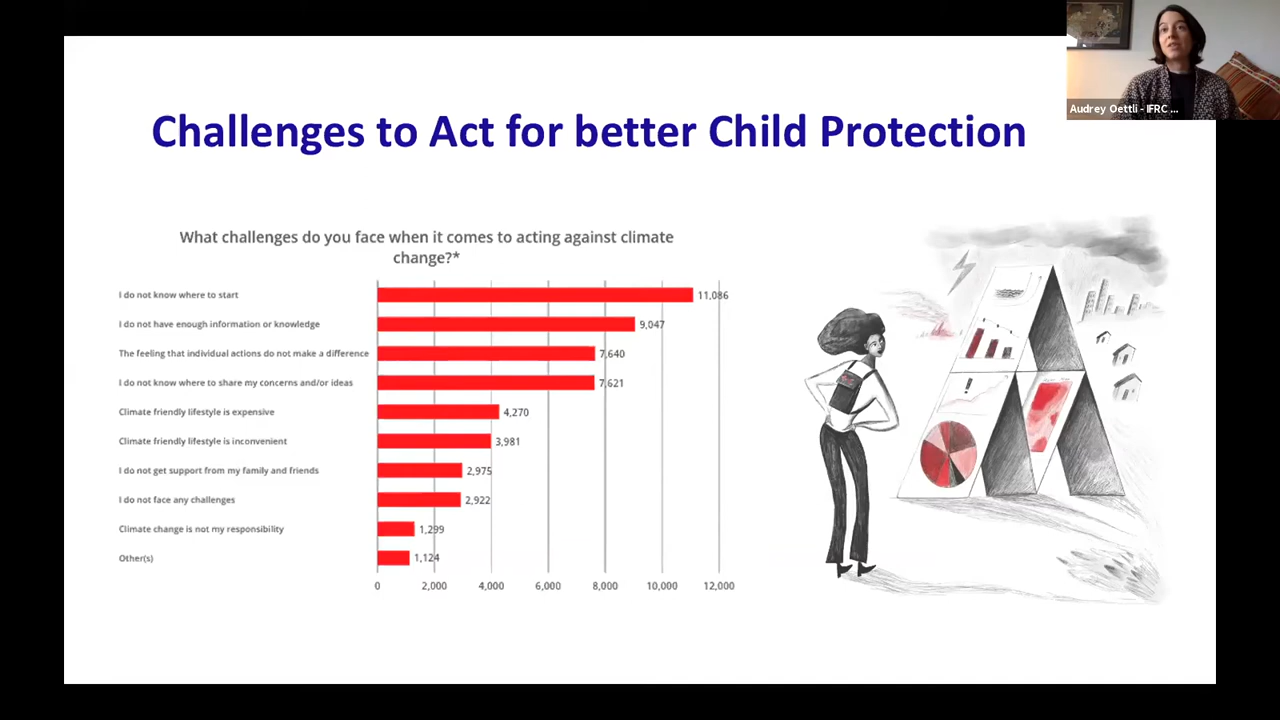 Audrey Oettli - IFRC ...
Challenges to Act for better Child Protection
What challenges do you face when it comes to acting against climate
change?*
I do not know where to start 11,086
I do not have enough information or knowledge 9,047
The feeling that individual actions do not make a difference 7,640
I do not know where to share my concerns and/or ideas 7,621
Climate friendly lifestyle is expensive 4,270
Climate friendly lifestyle is inconvenient 3,981
I do not get support from my family and friends 2,975
I do not face any challenges 2,922
Climate change is not my responsibility 1,299
Other(s) 1,124
0 2,000 4,000 6,000 8,000 10,000 12,000
!